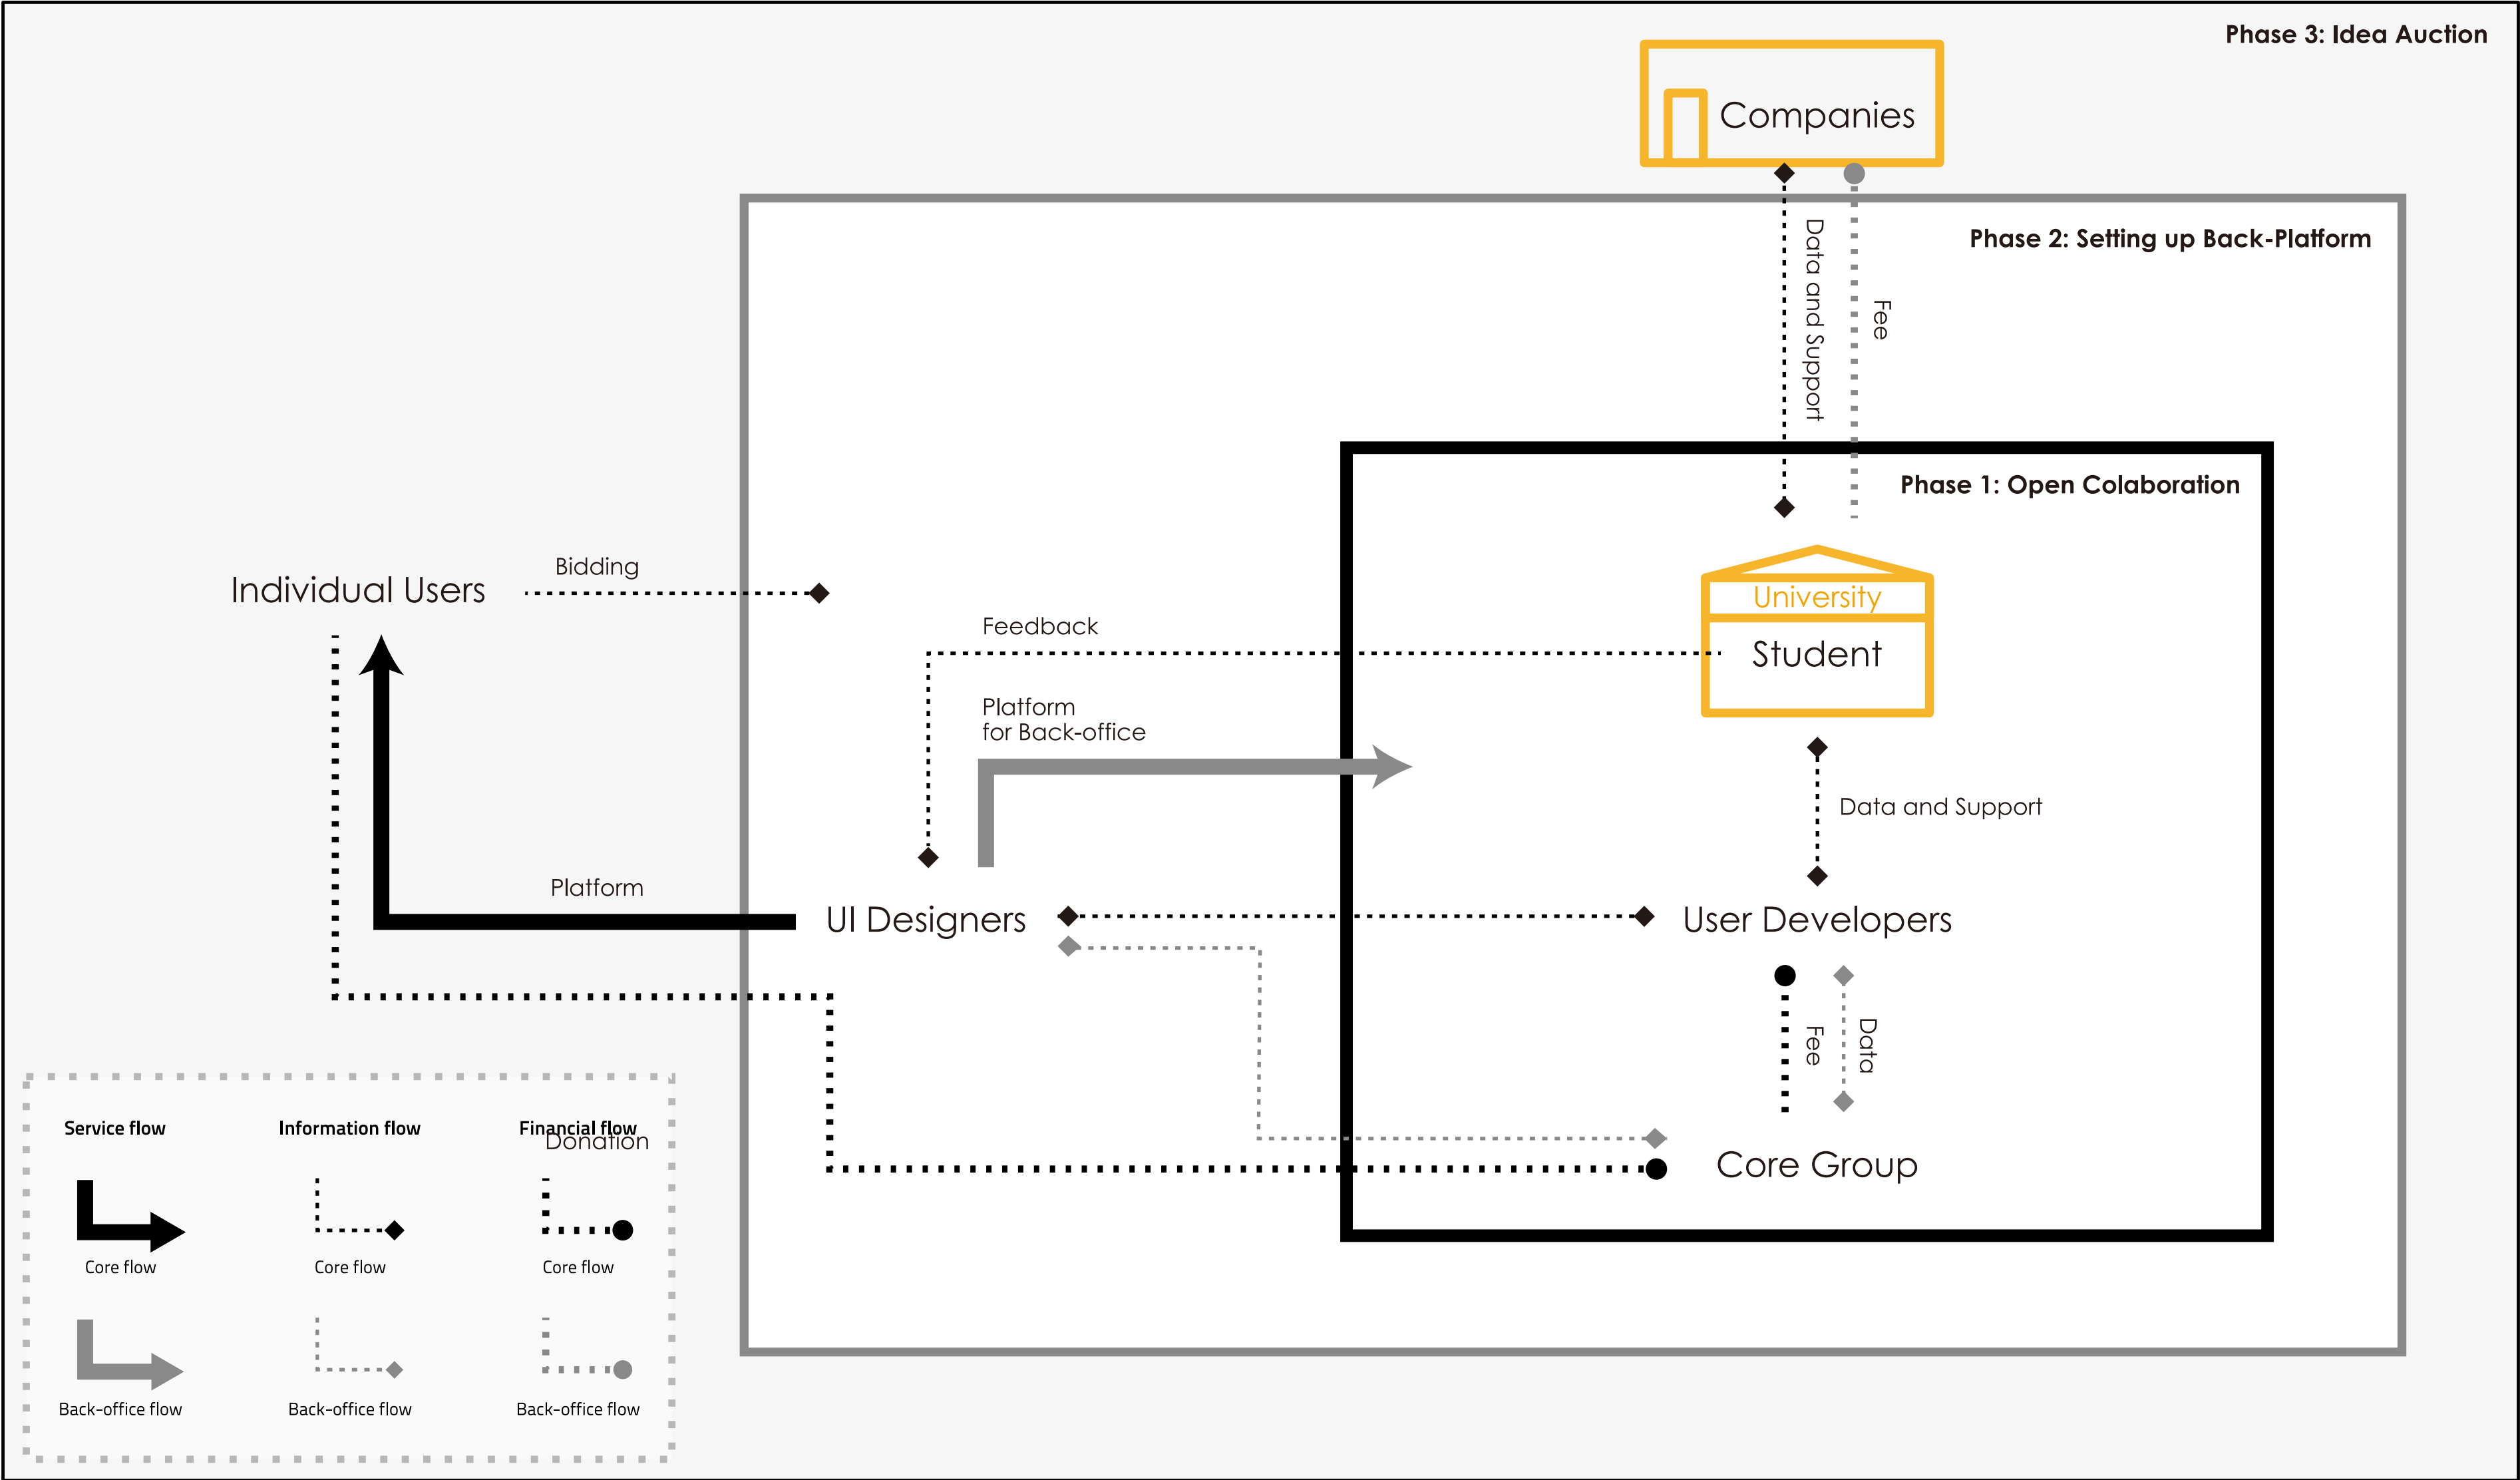 Phase 3: Idea Auction
Companies
Phase 2: Setting up Back-Platform
Data and Support
Fee
Phase 1: Open Colaboration
Individual Users
Bidding
University
Student
Feedback
Platform
for Back-office
Data and Support
Platform
UI Designers
User Developers
Fee
Data
Core Group
Service flow
Information flow
Financial flow
Donation
Core flow
Core flow
Core flow
Back-office flow
Back-office flow
Back-office flow